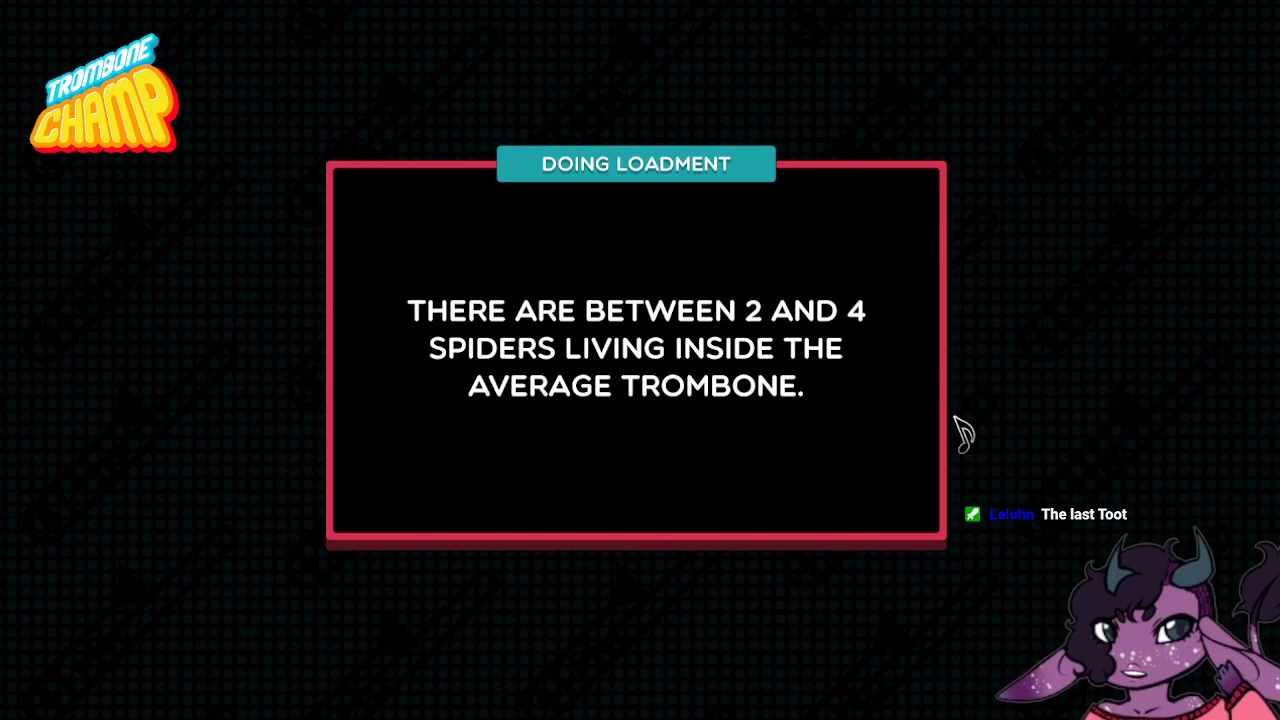 TROMBONE
CHAMP
DOING LOADMENT
THERE ARE BETWEEN 2 AND 4
SPIDERS LIVING INSIDE THE
AVERAGE TROMBONE.
Lelohn The last Toot